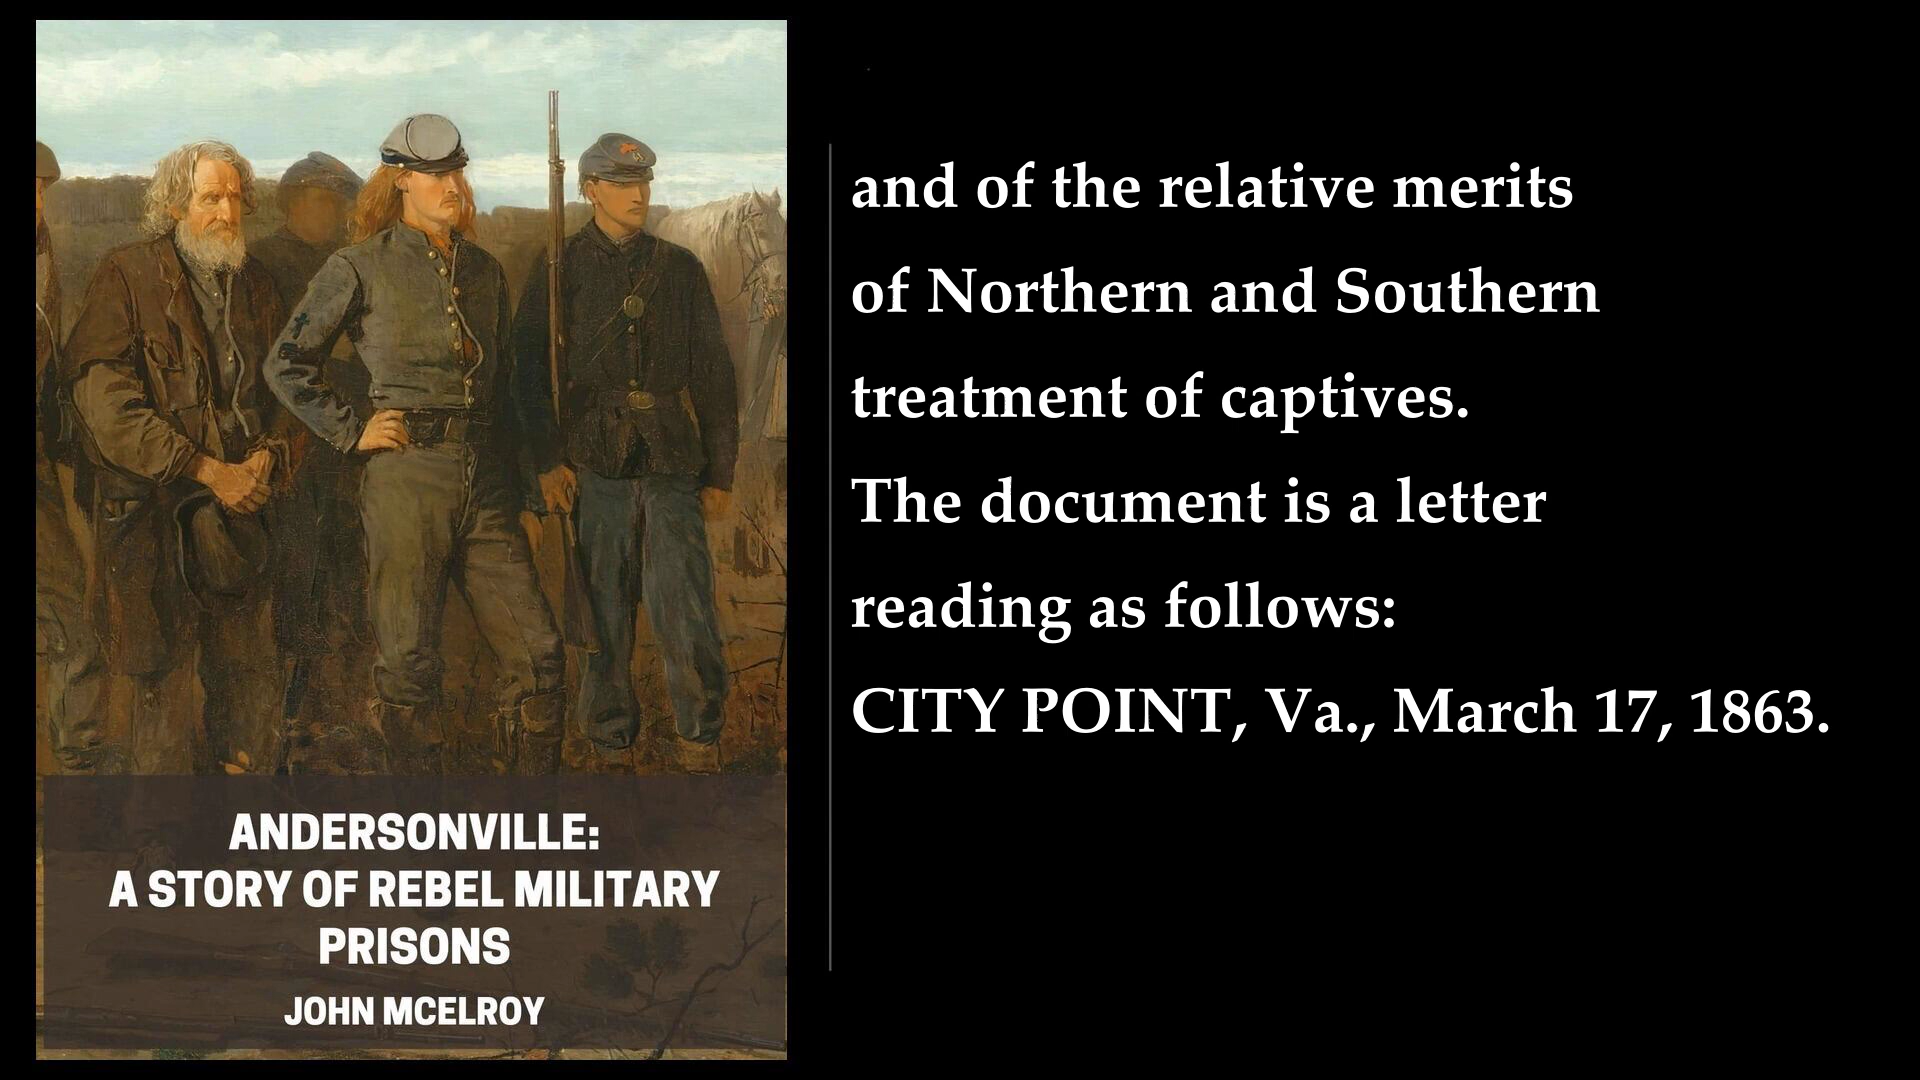 ANDERSONVILLE:
A STORY OF REBEL MILITARY
PRISONS
JOHN MCELROY
and of the relative merits
of Northern and Southern
treatment of captives.
The document is a letter
reading as follows:
CITY POINT, Va., March 17, 1863.